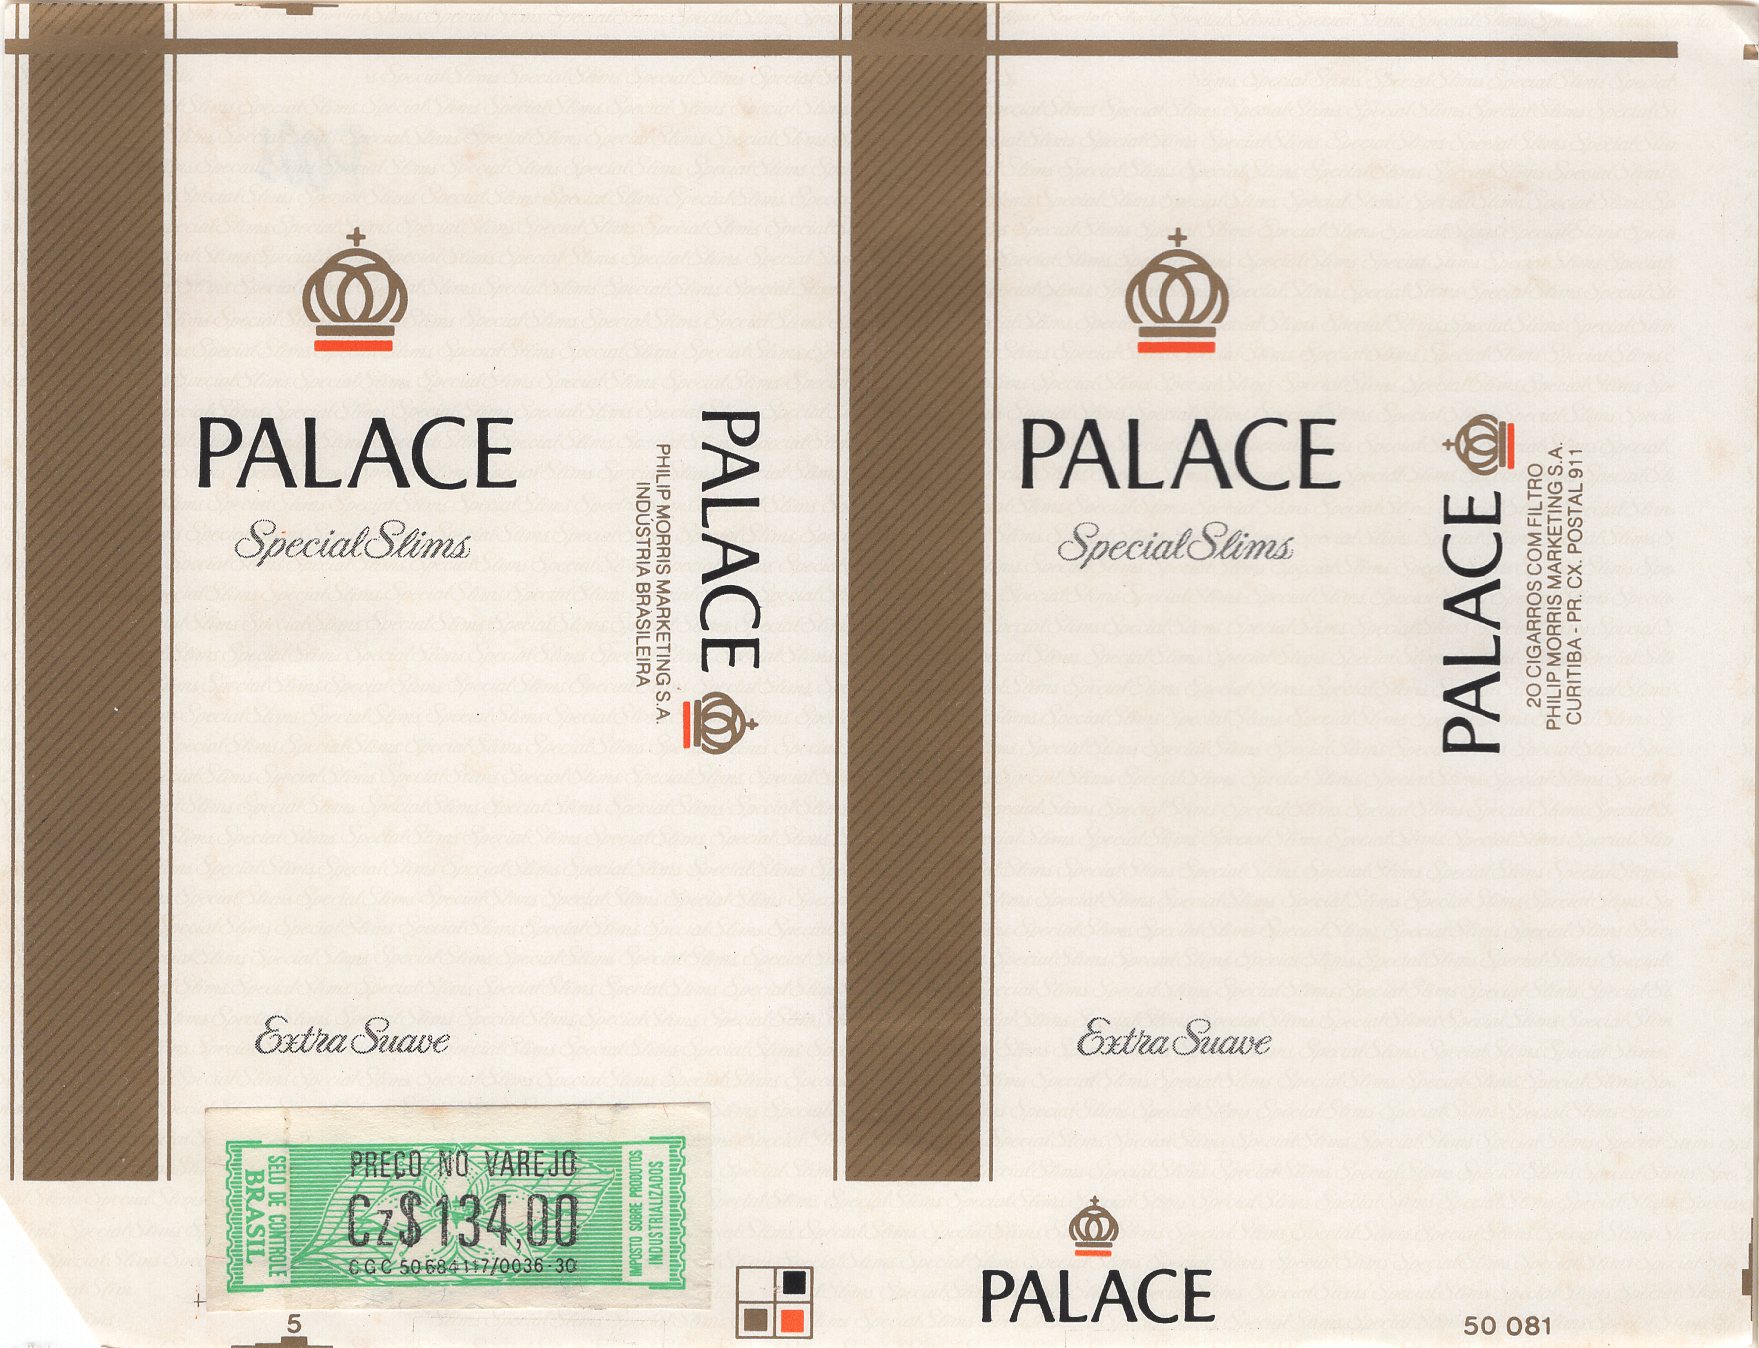 PALACE
Special Slims
PALACE
PHILIP MORRIS MARKETING S.A.
INDÚSTRIA BRASILEIRA
Extra Suave
SELO DE CONTROLE
BRASIL
PREÇO NO VAREJO
Cz$ 134,00
CGC 50 684 117/0036-30
IMPOSTO SOBRE PRODUTOS
INDUSTRIALIZADOS
5
PALACE
Special Slims
PALACE
20 CIGARROS COM FILTRO
PHILIP MORRIS MARKETING S.A.
CURITIBA - PR. CX. POSTAL 911
Extra Suave
PALACE
50 081